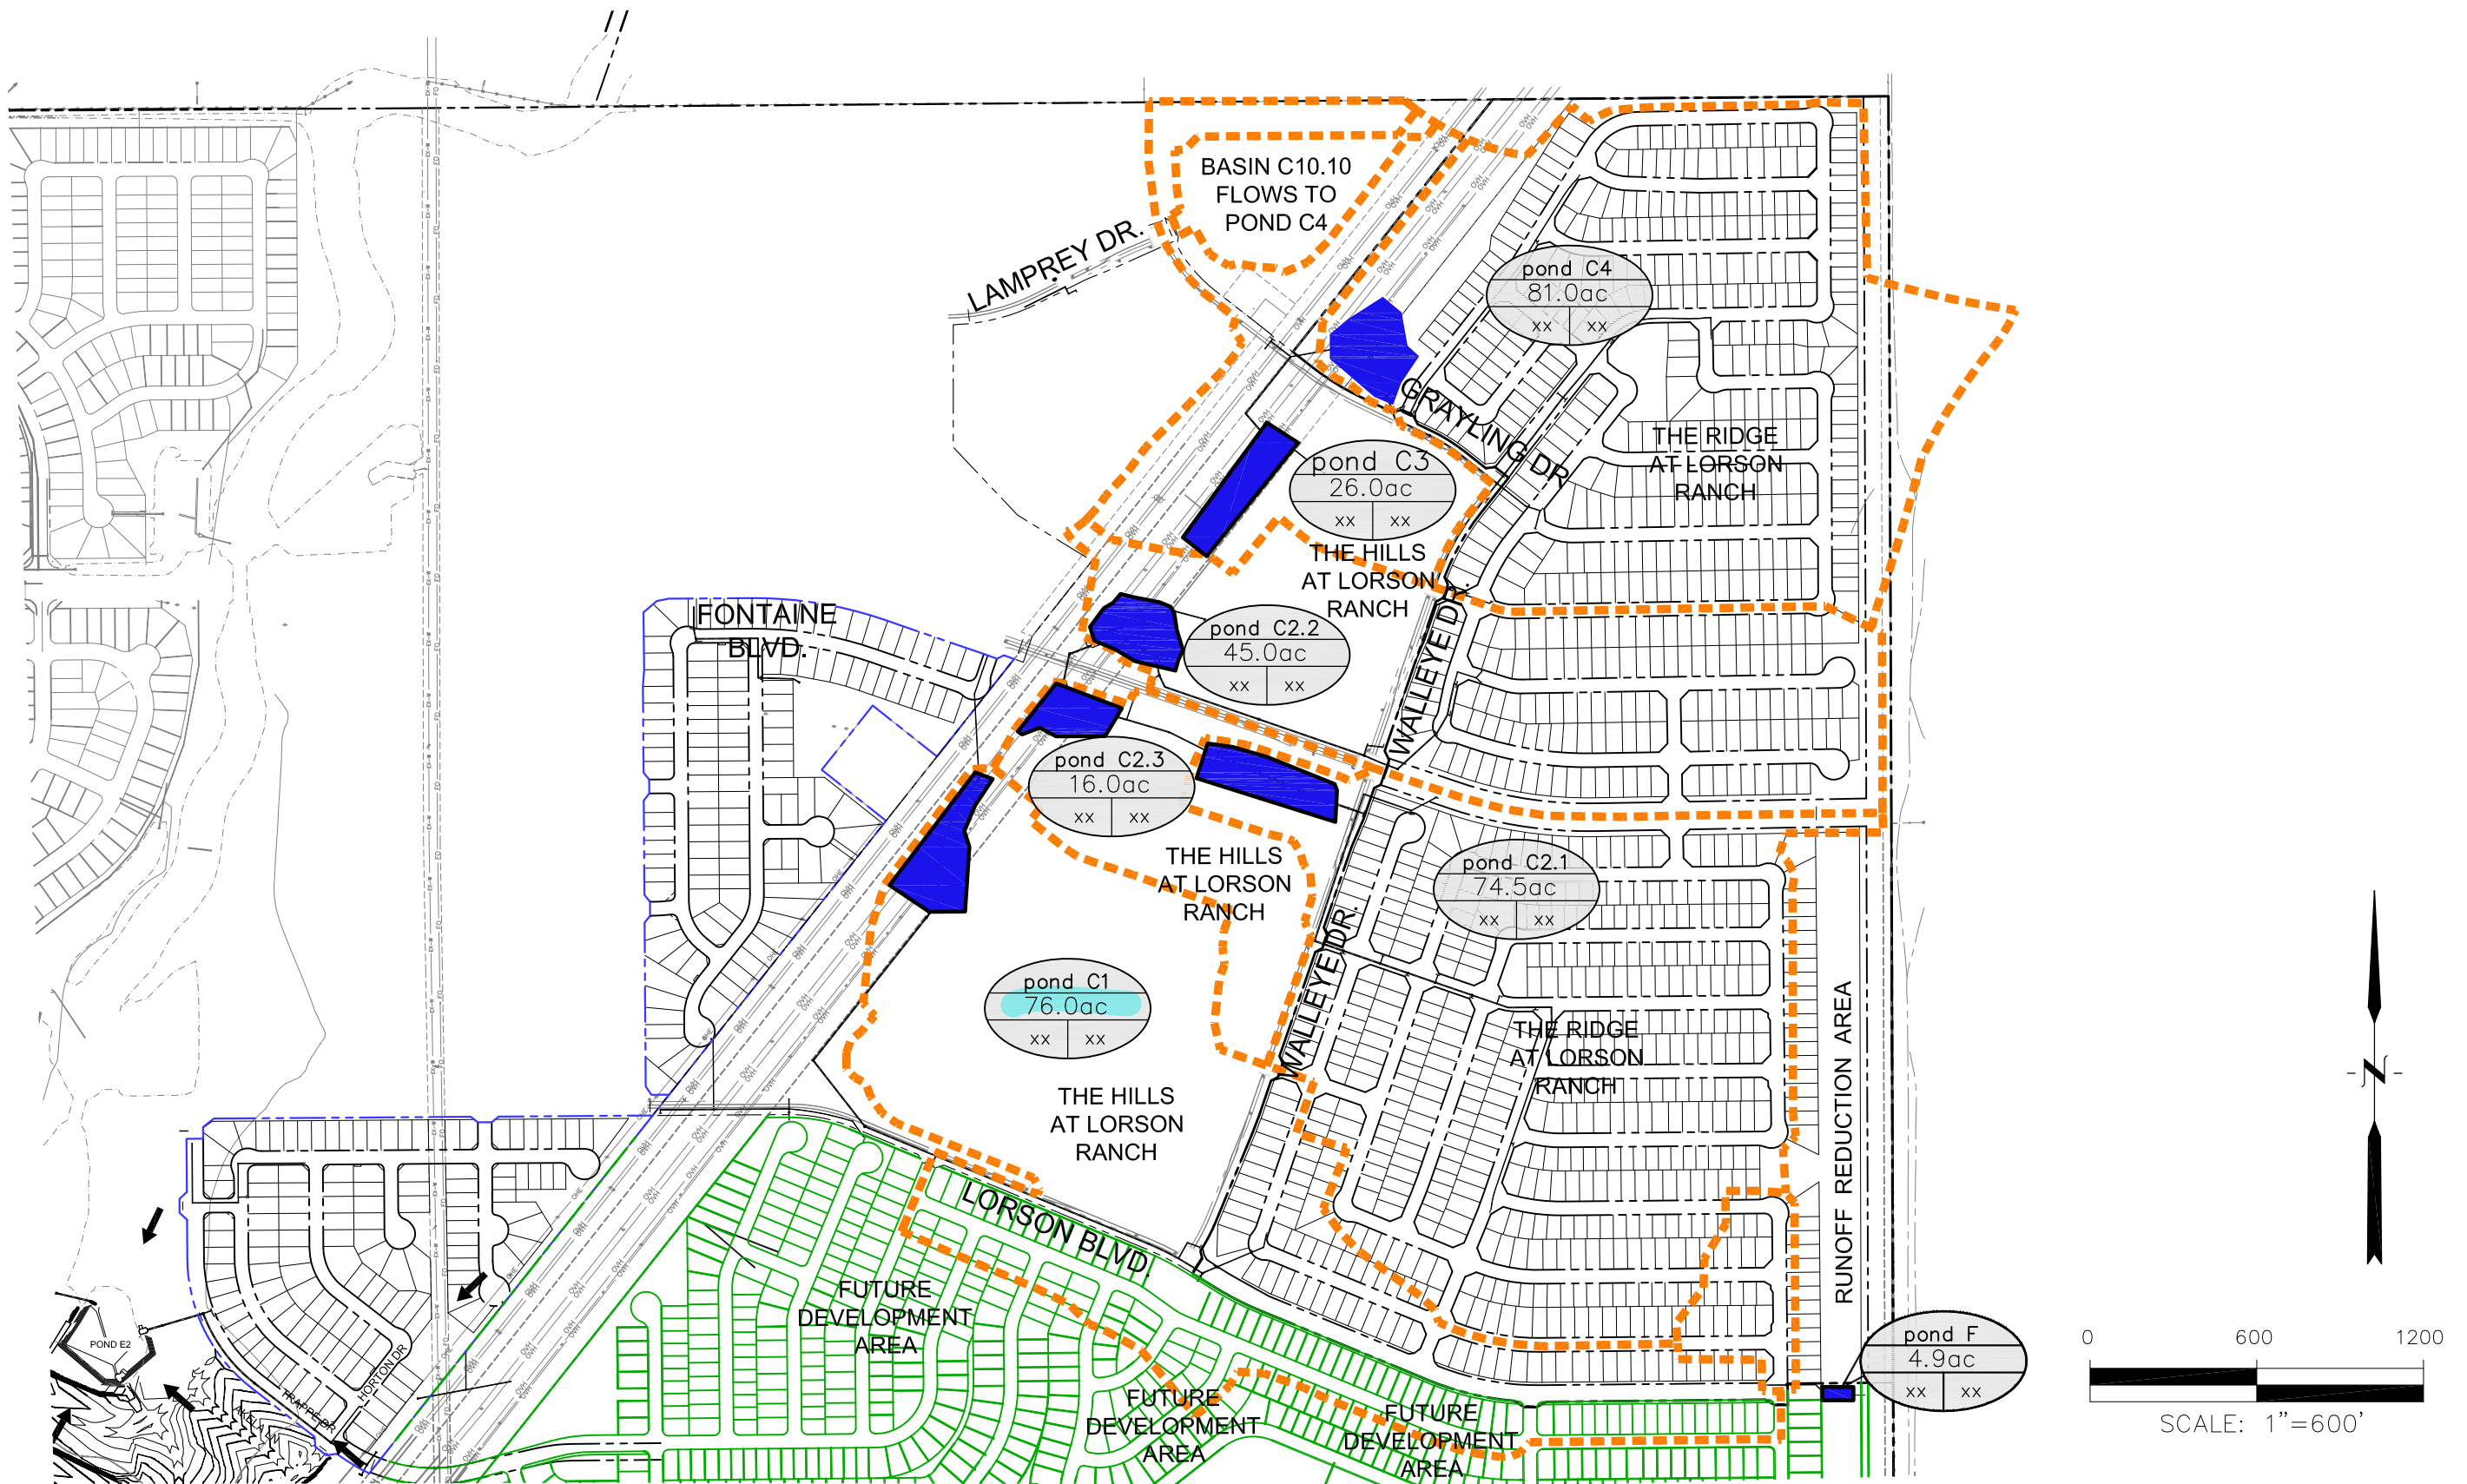 BASIN C10.10
FLOWS TO
POND C4
LAMPREY DR.
pond C4
81.0ac
xx xx
GRAYLING DR
THE RIDGE
AT LORSON
RANCH
pond C3
26.0ac
xx xx
THE HILLS
AT LORSON
RANCH
FONTAINE
BLVD.
pond C2.2
45.0ac
xx xx
WALLEYE DR.
pond C2.3
16.0ac
xx xx
THE HILLS
AT LORSON
RANCH
pond C2.1
74.5ac
xx xx
WALLEYE DR.
pond C1
76.0ac
xx xx
THE RIDGE
AT LORSON
RANCH
RUNOFF REDUCTION AREA
N
THE HILLS
AT LORSON
RANCH
LORSON BLVD.
FUTURE
DEVELOPMENT
AREA
POND E2
HORTON DR
TRAPPE DR
pond F
4.9ac
xx xx
0 600 1200
SCALE: 1"=600'
FUTURE
DEVELOPMENT
AREA
FUTURE
DEVELOPMENT
AREA